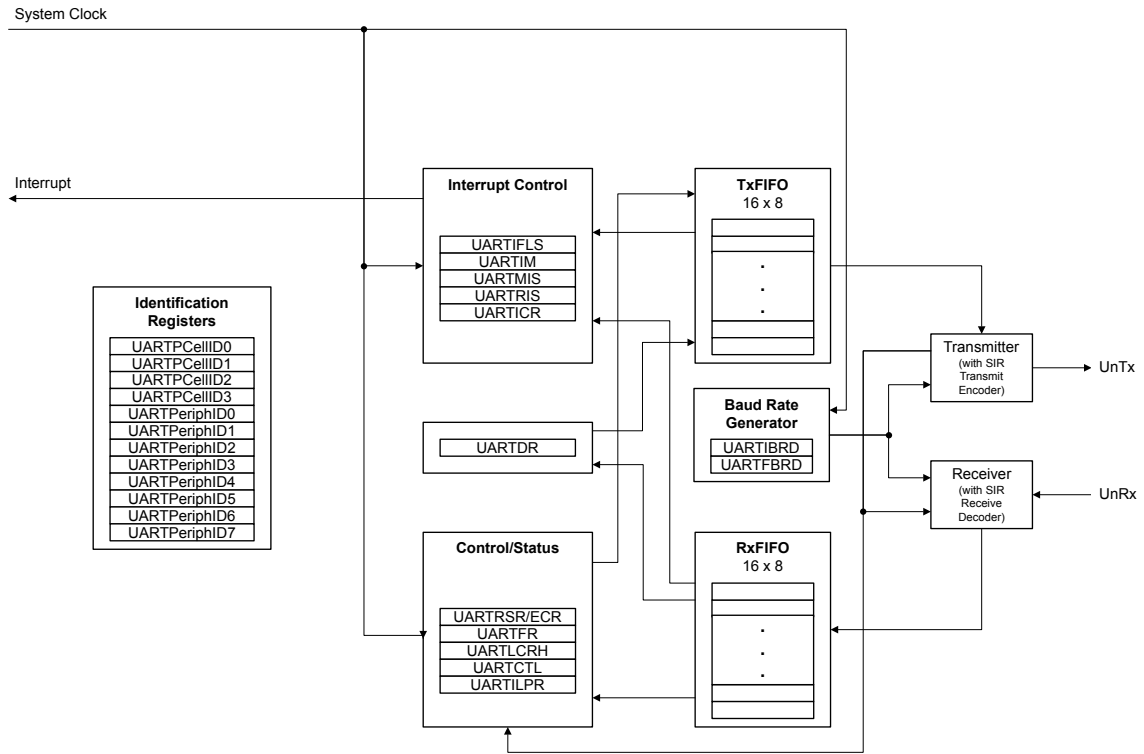 System Clock
Interrupt
Identification
Registers
UARTPCellID0
UARTPCellID1
UARTPCellID2
UARTPCellID3
UARTPeriphID0
UARTPeriphID1
UARTPeriphID2
UARTPeriphID3
UARTPeriphID4
UARTPeriphID5
UARTPeriphID6
UARTPeriphID7
Interrupt Control
UARTIFLS
UARTIM
UARTMIS
UARTRIS
UARTICR
UARTDR
Control/Status
UARTRSR/ECR
UARTFR
UARTLCRH
UARTCTL
UARTILPR
TxFIFO
16 x 8
.
.
.
Baud Rate
Generator
UARTIBRD
UARTFBRD
RxFIFO
16 x 8
.
.
.
Transmitter
(with SIR
Transmit
Encoder)
UnTx
Receiver
(with SIR
Receive
Decoder)
UnRx